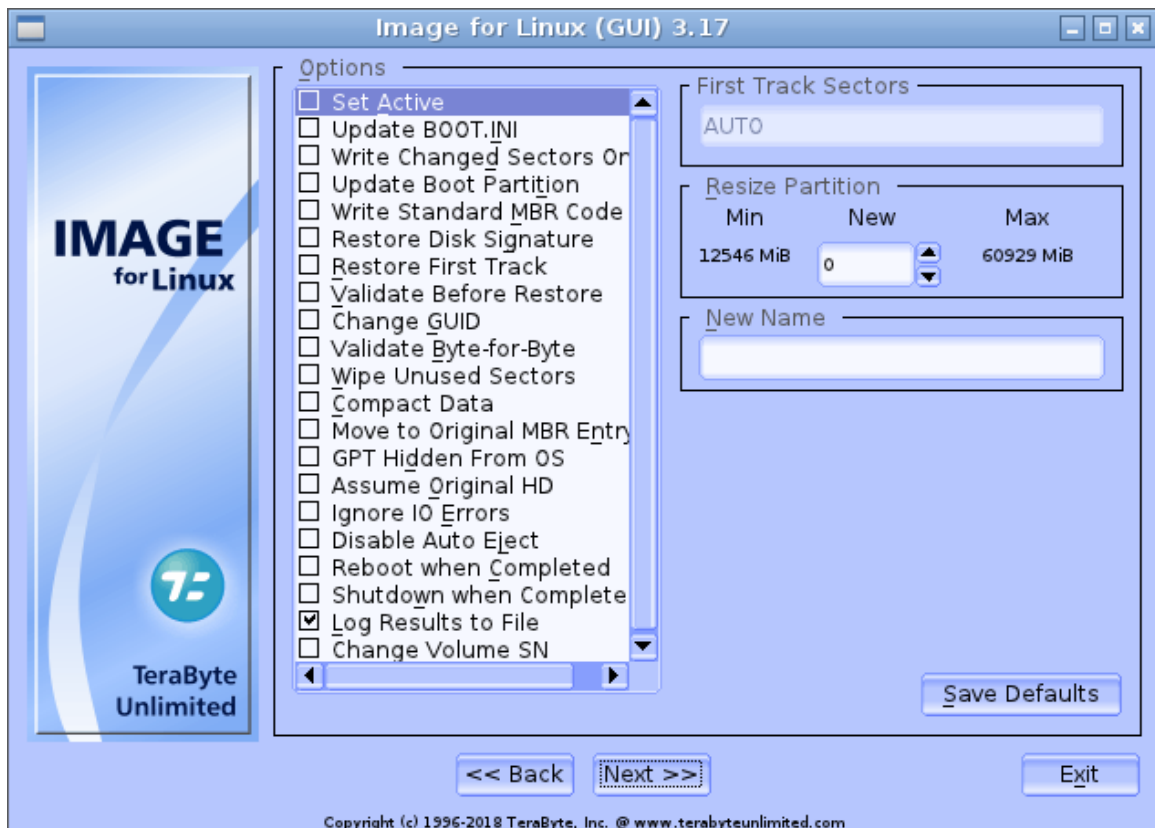 Image for Linux (GUI) 3.17
IMAGE
for Linux
TeraByte
Unlimited
Options
Set Active
Update BOOT.INI
Write Changed Sectors On
Update Boot Partition
Write Standard MBR Code
Restore Disk Signature
Restore First Track
Validate Before Restore
Change GUID
Validate Byte-for-Byte
Wipe Unused Sectors
Compact Data
Move to Original MBR Entry
GPT Hidden From OS
Assume Original HD
Ignore IO Errors
Disable Auto Eject
Reboot when Completed
Shutdown when Complete
Log Results to File
Change Volume SN
First Track Sectors
AUTO
Resize Partition
Min New Max
12546 MiB 0 60929 MiB
New Name
Save Defaults
<< Back Next >> Exit
Copyright (c) 1996-2018 TeraByte, Inc. @ www.terabyteunlimited.com